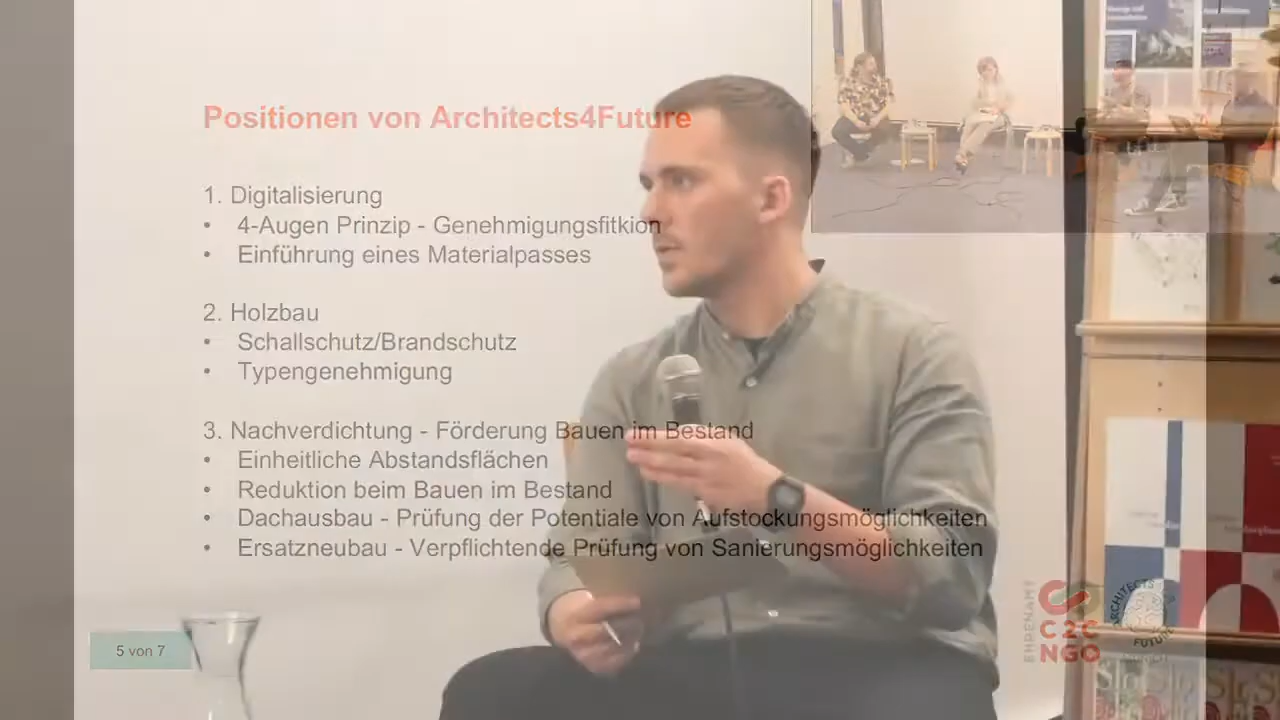 Positionen von Architects4Future
1. Digitalisierung
• 4-Augen Prinzip - Genehmigungsfitkion
• Einführung eines Materialpasses
2. Holzbau
• Schallschutz/Brandschutz
• Typengenehmigung
3. Nachverdichtung - Förderung Bauen im Bestand
• Einheitliche Abstandsflächen
• Reduktion beim Bauen im Bestand
• Dachausbau - Prüfung der Potentiale von Aufstockungsmöglichkeiten
• Ersatzneubau - Verpflichtende Prüfung von Sanierungsmöglichkeiten
5 von 7
EHRENAMT
C2C
NGO
ARCHITECTS
FUTURE